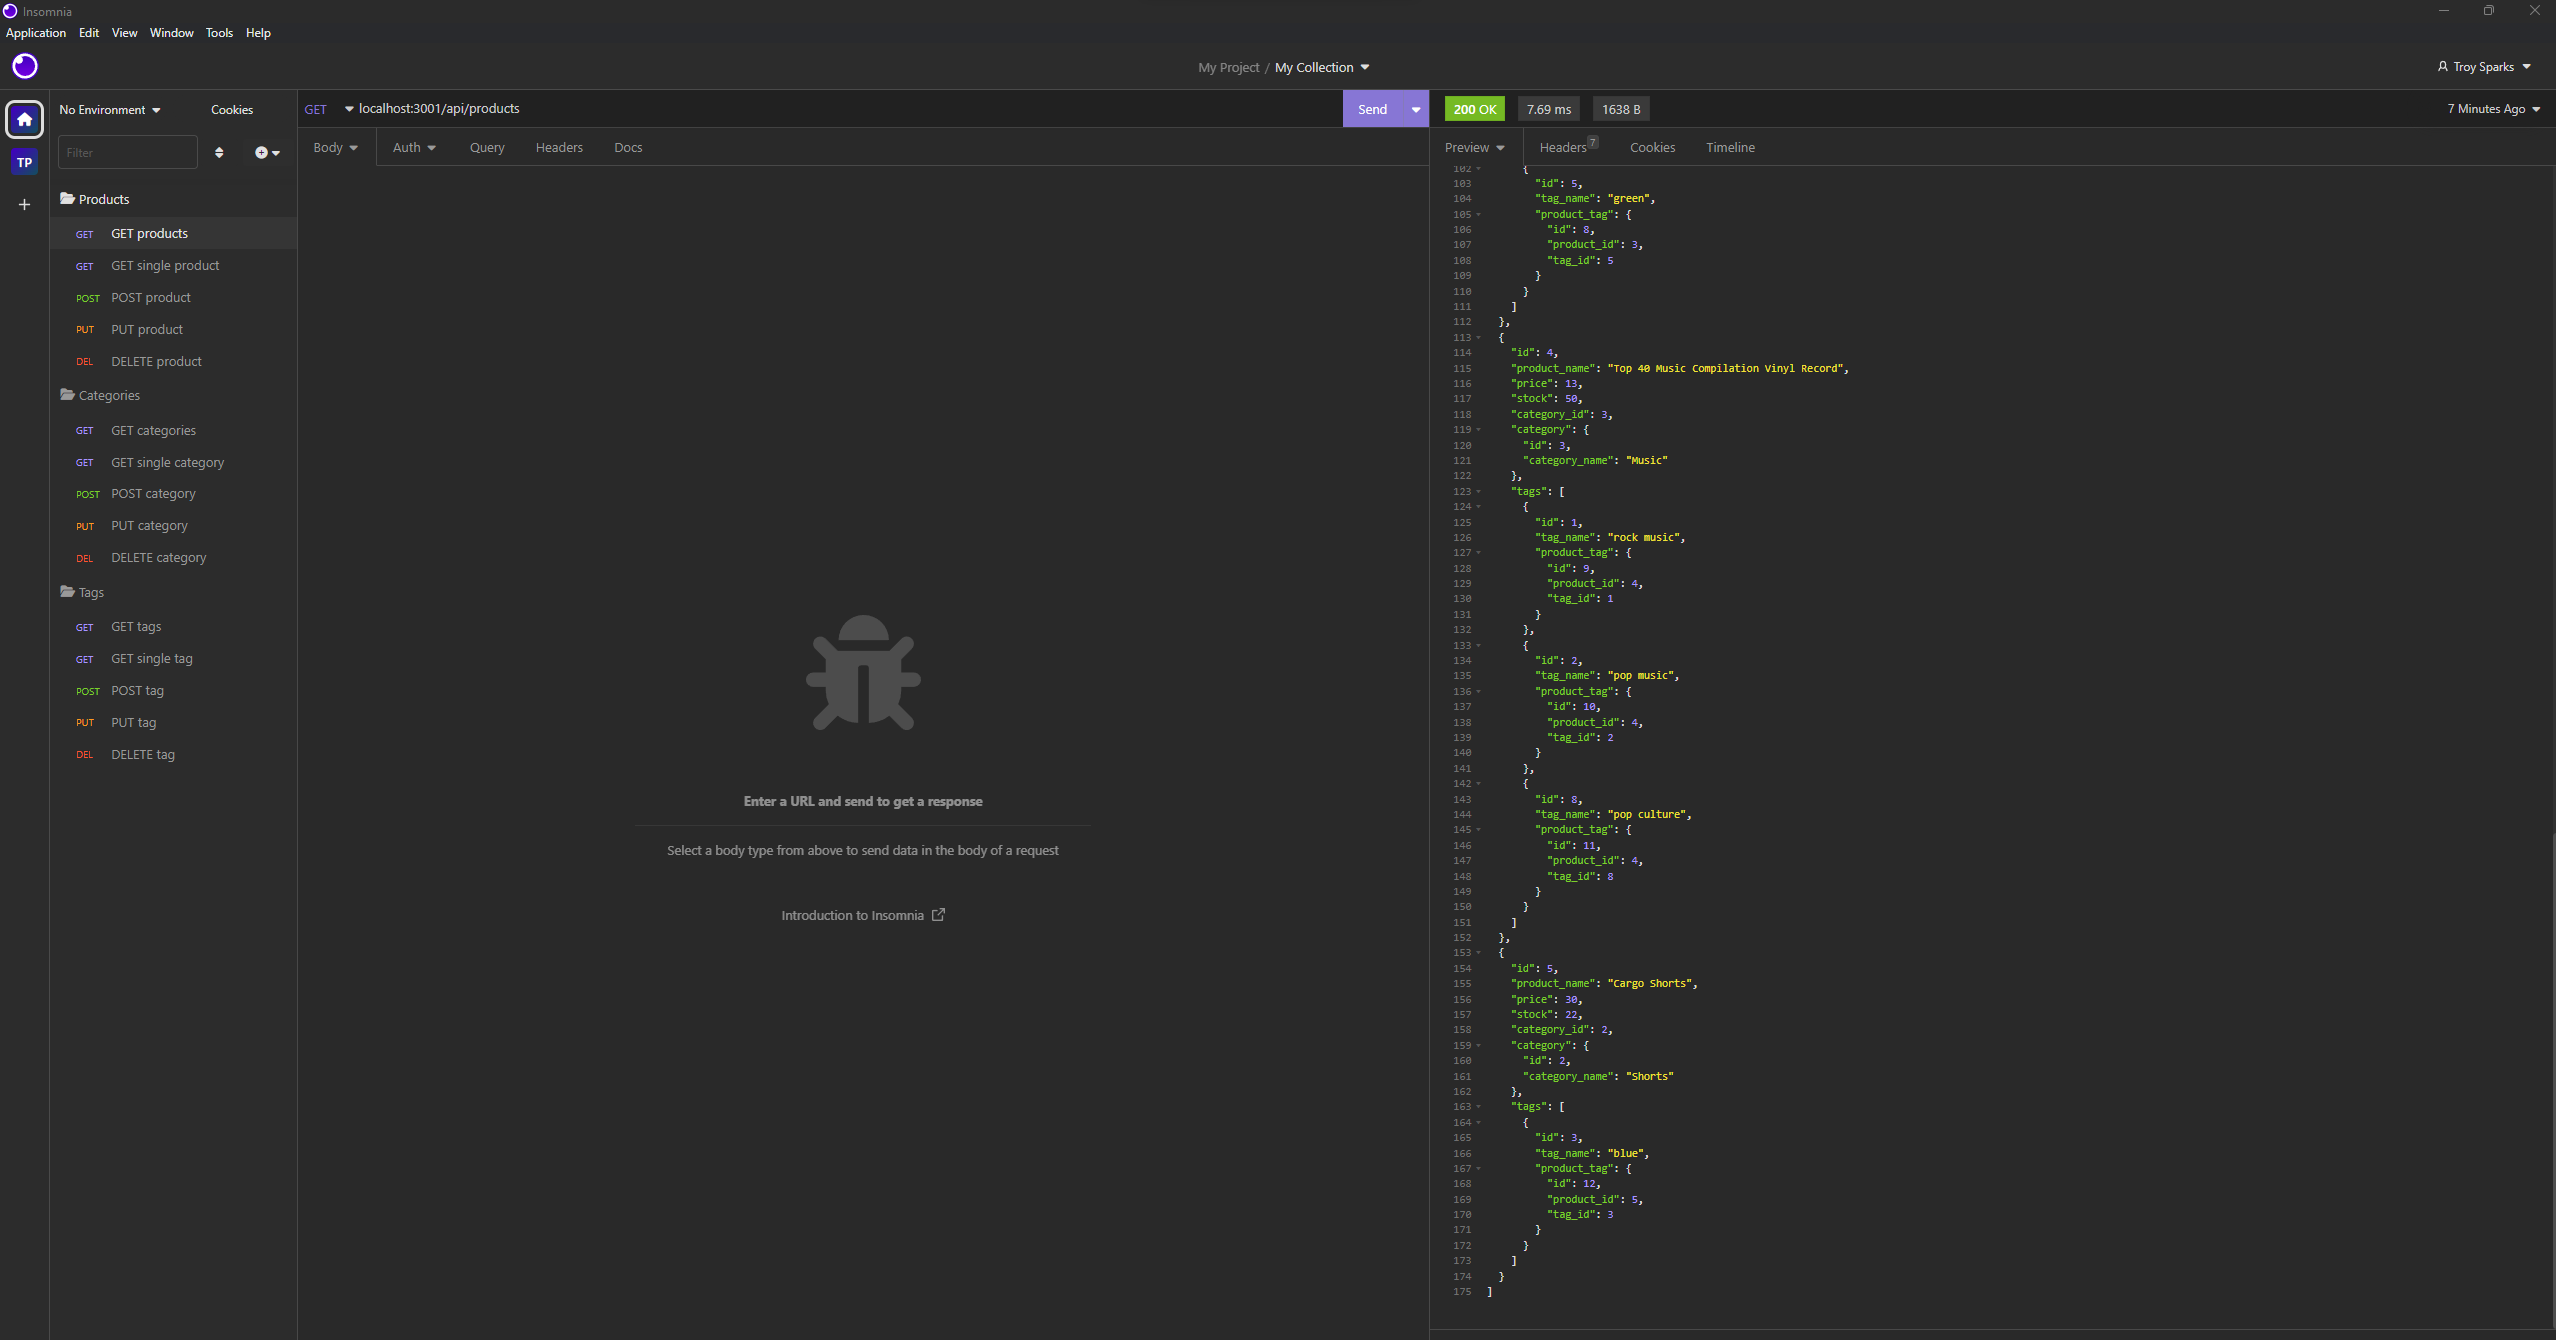 Insomnia
Application Edit View Window Tools Help
My Project / My Collection
Troy Sparks
No Environment
Cookies
Filter
TP
Products
GET GET products
GET GET single product
POST POST product
PUT PUT product
DEL DELETE product
Categories
GET GET categories
GET GET single category
POST POST category
PUT PUT category
DEL DELETE category
Tags
GET GET tags
GET GET single tag
POST POST tag
PUT PUT tag
DEL DELETE tag
GET localhost:3001/api/products
Send
Body Auth Query Headers Docs
Enter a URL and send to get a response
Select a body type from above to send data in the body of a request
Introduction to Insomnia
200 OK 7.69 ms 1638 B
7 Minutes Ago
Preview Headers 7 Cookies Timeline
102 {
103 "id": 5,
104 "tag_name": "green",
105 "product_tag": {
106 "id": 8,
107 "product_id": 3,
108 "tag_id": 5
109 }
110 }
111 ]
112 },
113 {
114 "id": 4,
115 "product_name": "Top 40 Music Compilation Vinyl Record",
116 "price": 13,
117 "stock": 50,
118 "category_id": 3,
119 "category": {
120 "id": 3,
121 "category_name": "Music"
122 },
123 "tags": [
124 {
125 "id": 1,
126 "tag_name": "rock music",
127 "product_tag": {
128 "id": 9,
129 "product_id": 4,
130 "tag_id": 1
131 }
132 },
133 {
134 "id": 2,
135 "tag_name": "pop music",
136 "product_tag": {
137 "id": 10,
138 "product_id": 4,
139 "tag_id": 2
140 }
141 },
142 {
143 "id": 8,
144 "tag_name": "pop culture",
145 "product_tag": {
146 "id": 11,
147 "product_id": 4,
148 "tag_id": 8
149 }
150 }
151 ]
152 },
153 {
154 "id": 5,
155 "product_name": "Cargo Shorts",
156 "price": 30,
157 "stock": 22,
158 "category_id": 2,
159 "category": {
160 "id": 2,
161 "category_name": "Shorts"
162 },
163 "tags": [
164 {
165 "id": 3,
166 "tag_name": "blue",
167 "product_tag": {
168 "id": 12,
169 "product_id": 5,
170 "tag_id": 3
171 }
172 }
173 ]
174 }
175 ]